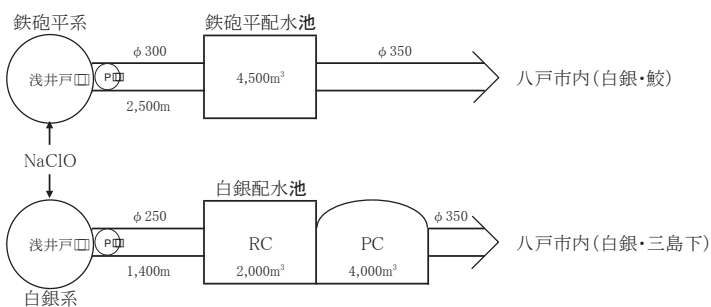 鉄砲平系
鉄砲平配水池
浅井戸
P
φ300
2,500m
4,500m³
φ350
八戸市内(白銀・鮫)
NaClO
白銀配水池
浅井戸
P
φ250
1,400m
RC
2,000m³
PC
4,000m³
φ350
八戸市内(白銀・三島下)
白銀系